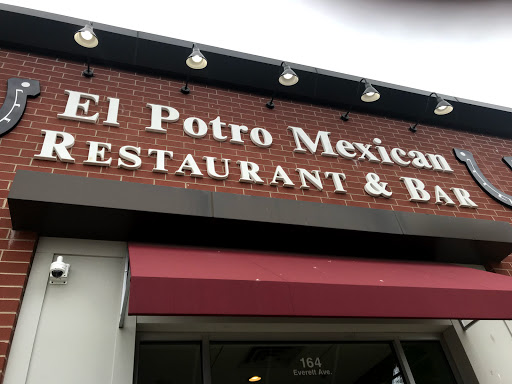 El Potro Mexican
RESTAURANT & BAR
164
Everett Ave.